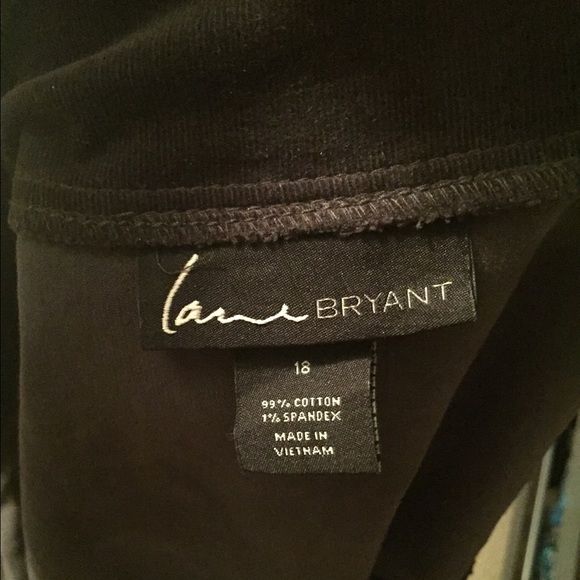 Lane BRYANT
18
99% COTTON
1% SPANDEX
MADE IN
VIETNAM